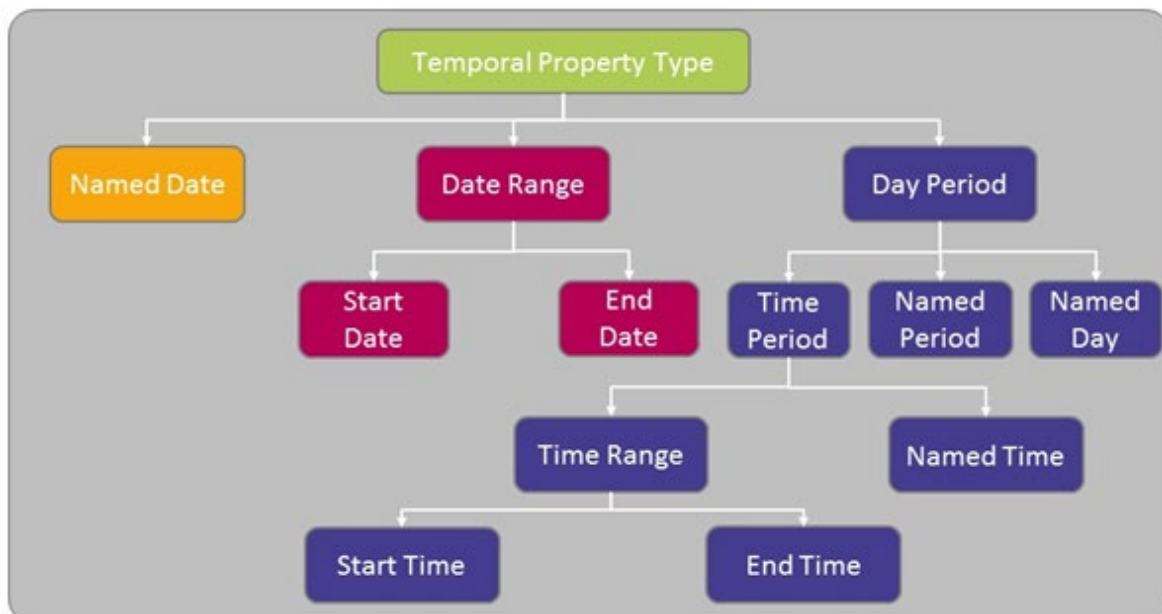 Temporal Property Type
Named Date
Date Range
Day Period
Start
Date
End
Date
Time
Period
Named
Period
Named
Day
Time Range
Named Time
Start Time
End Time